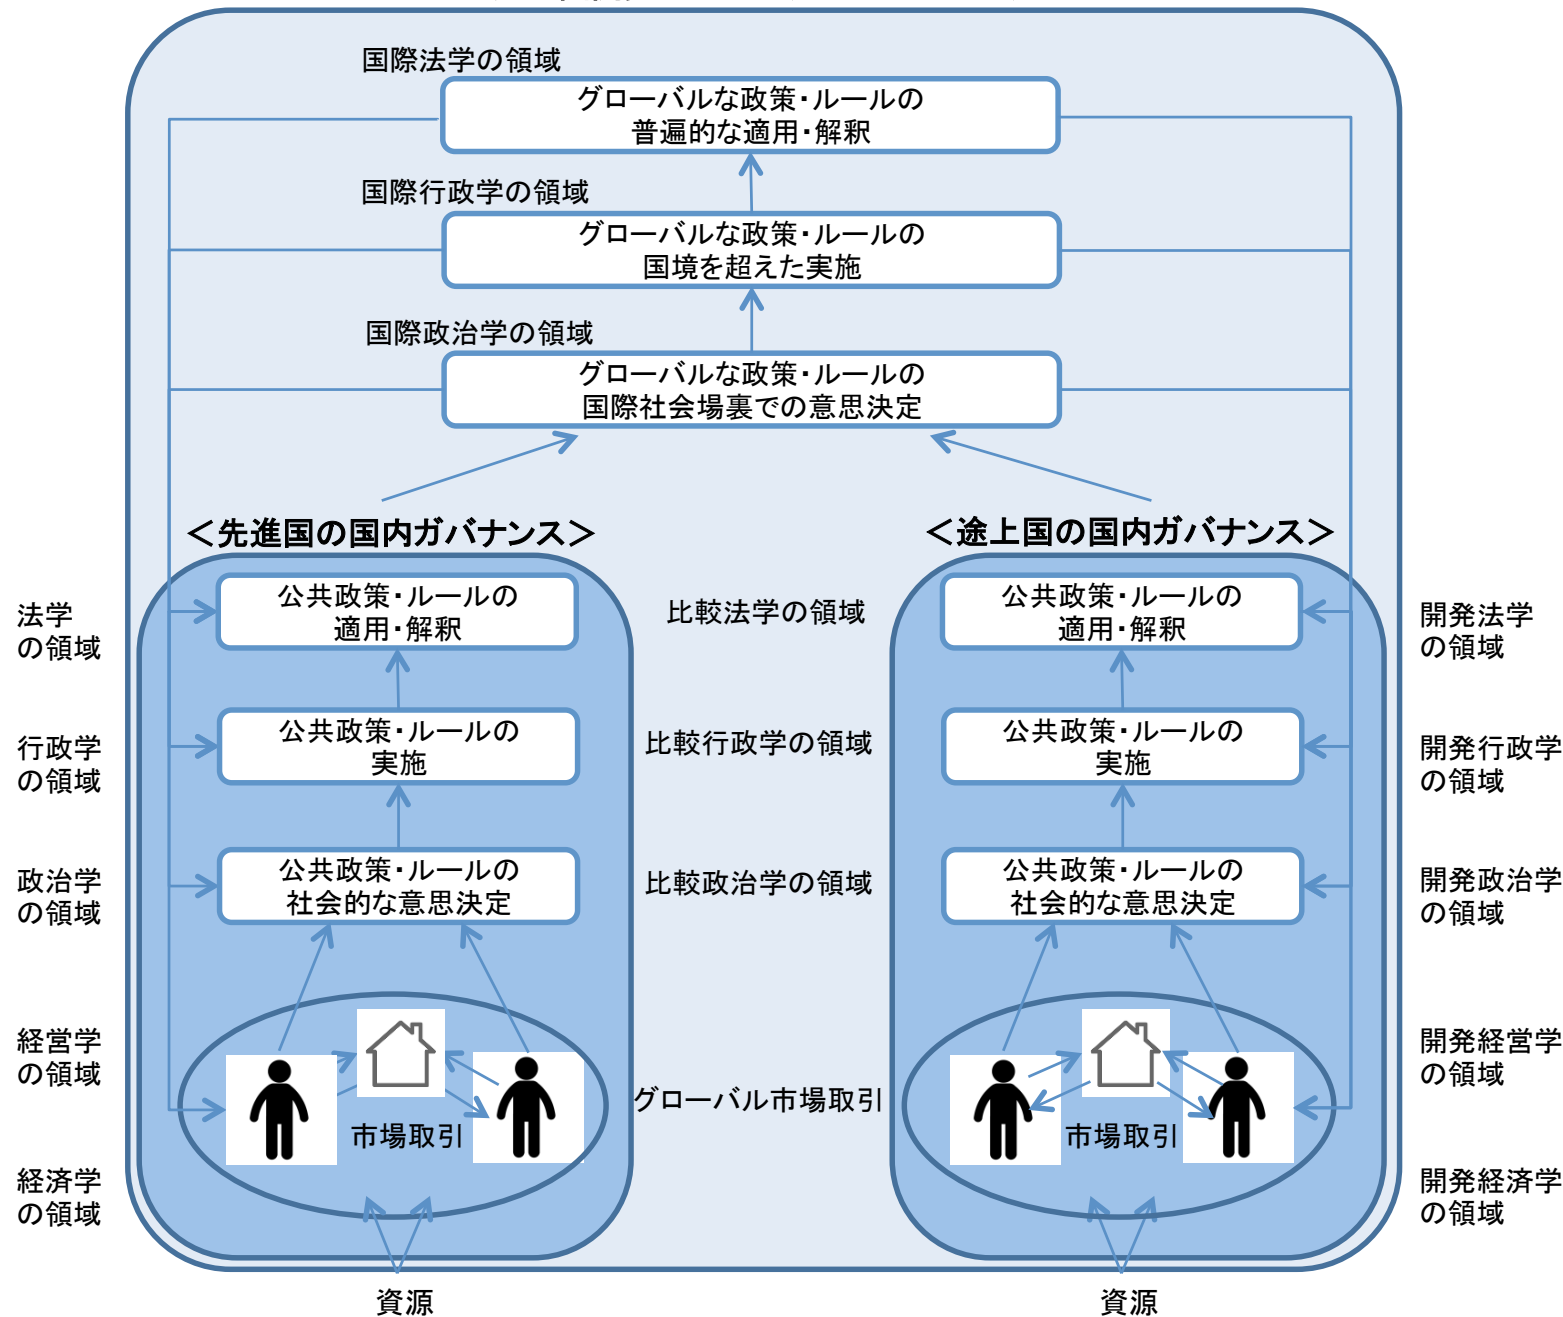 国際法学の領域
グローバルな政策・ルールの
普遍的な適用・解釈
国際行政学の領域
グローバルな政策・ルールの
国境を超えた実施
国際政治学の領域
グローバルな政策・ルールの
国際社会場裏での意思決定
＜先進国の国内ガバナンス＞
＜途上国の国内ガバナンス＞
法学
の領域
公共政策・ルールの
適用・解釈
比較法学の領域
公共政策・ルールの
適用・解釈
開発法学
の領域
行政学
の領域
公共政策・ルールの
実施
比較行政学の領域
公共政策・ルールの
実施
開発行政学
の領域
政治学
の領域
公共政策・ルールの
社会的な意思決定
比較政治学の領域
公共政策・ルールの
社会的な意思決定
開発政治学
の領域
経営学
の領域
市場取引
グローバル市場取引
市場取引
開発経営学
の領域
経済学
の領域
開発経済学
の領域
資源
資源